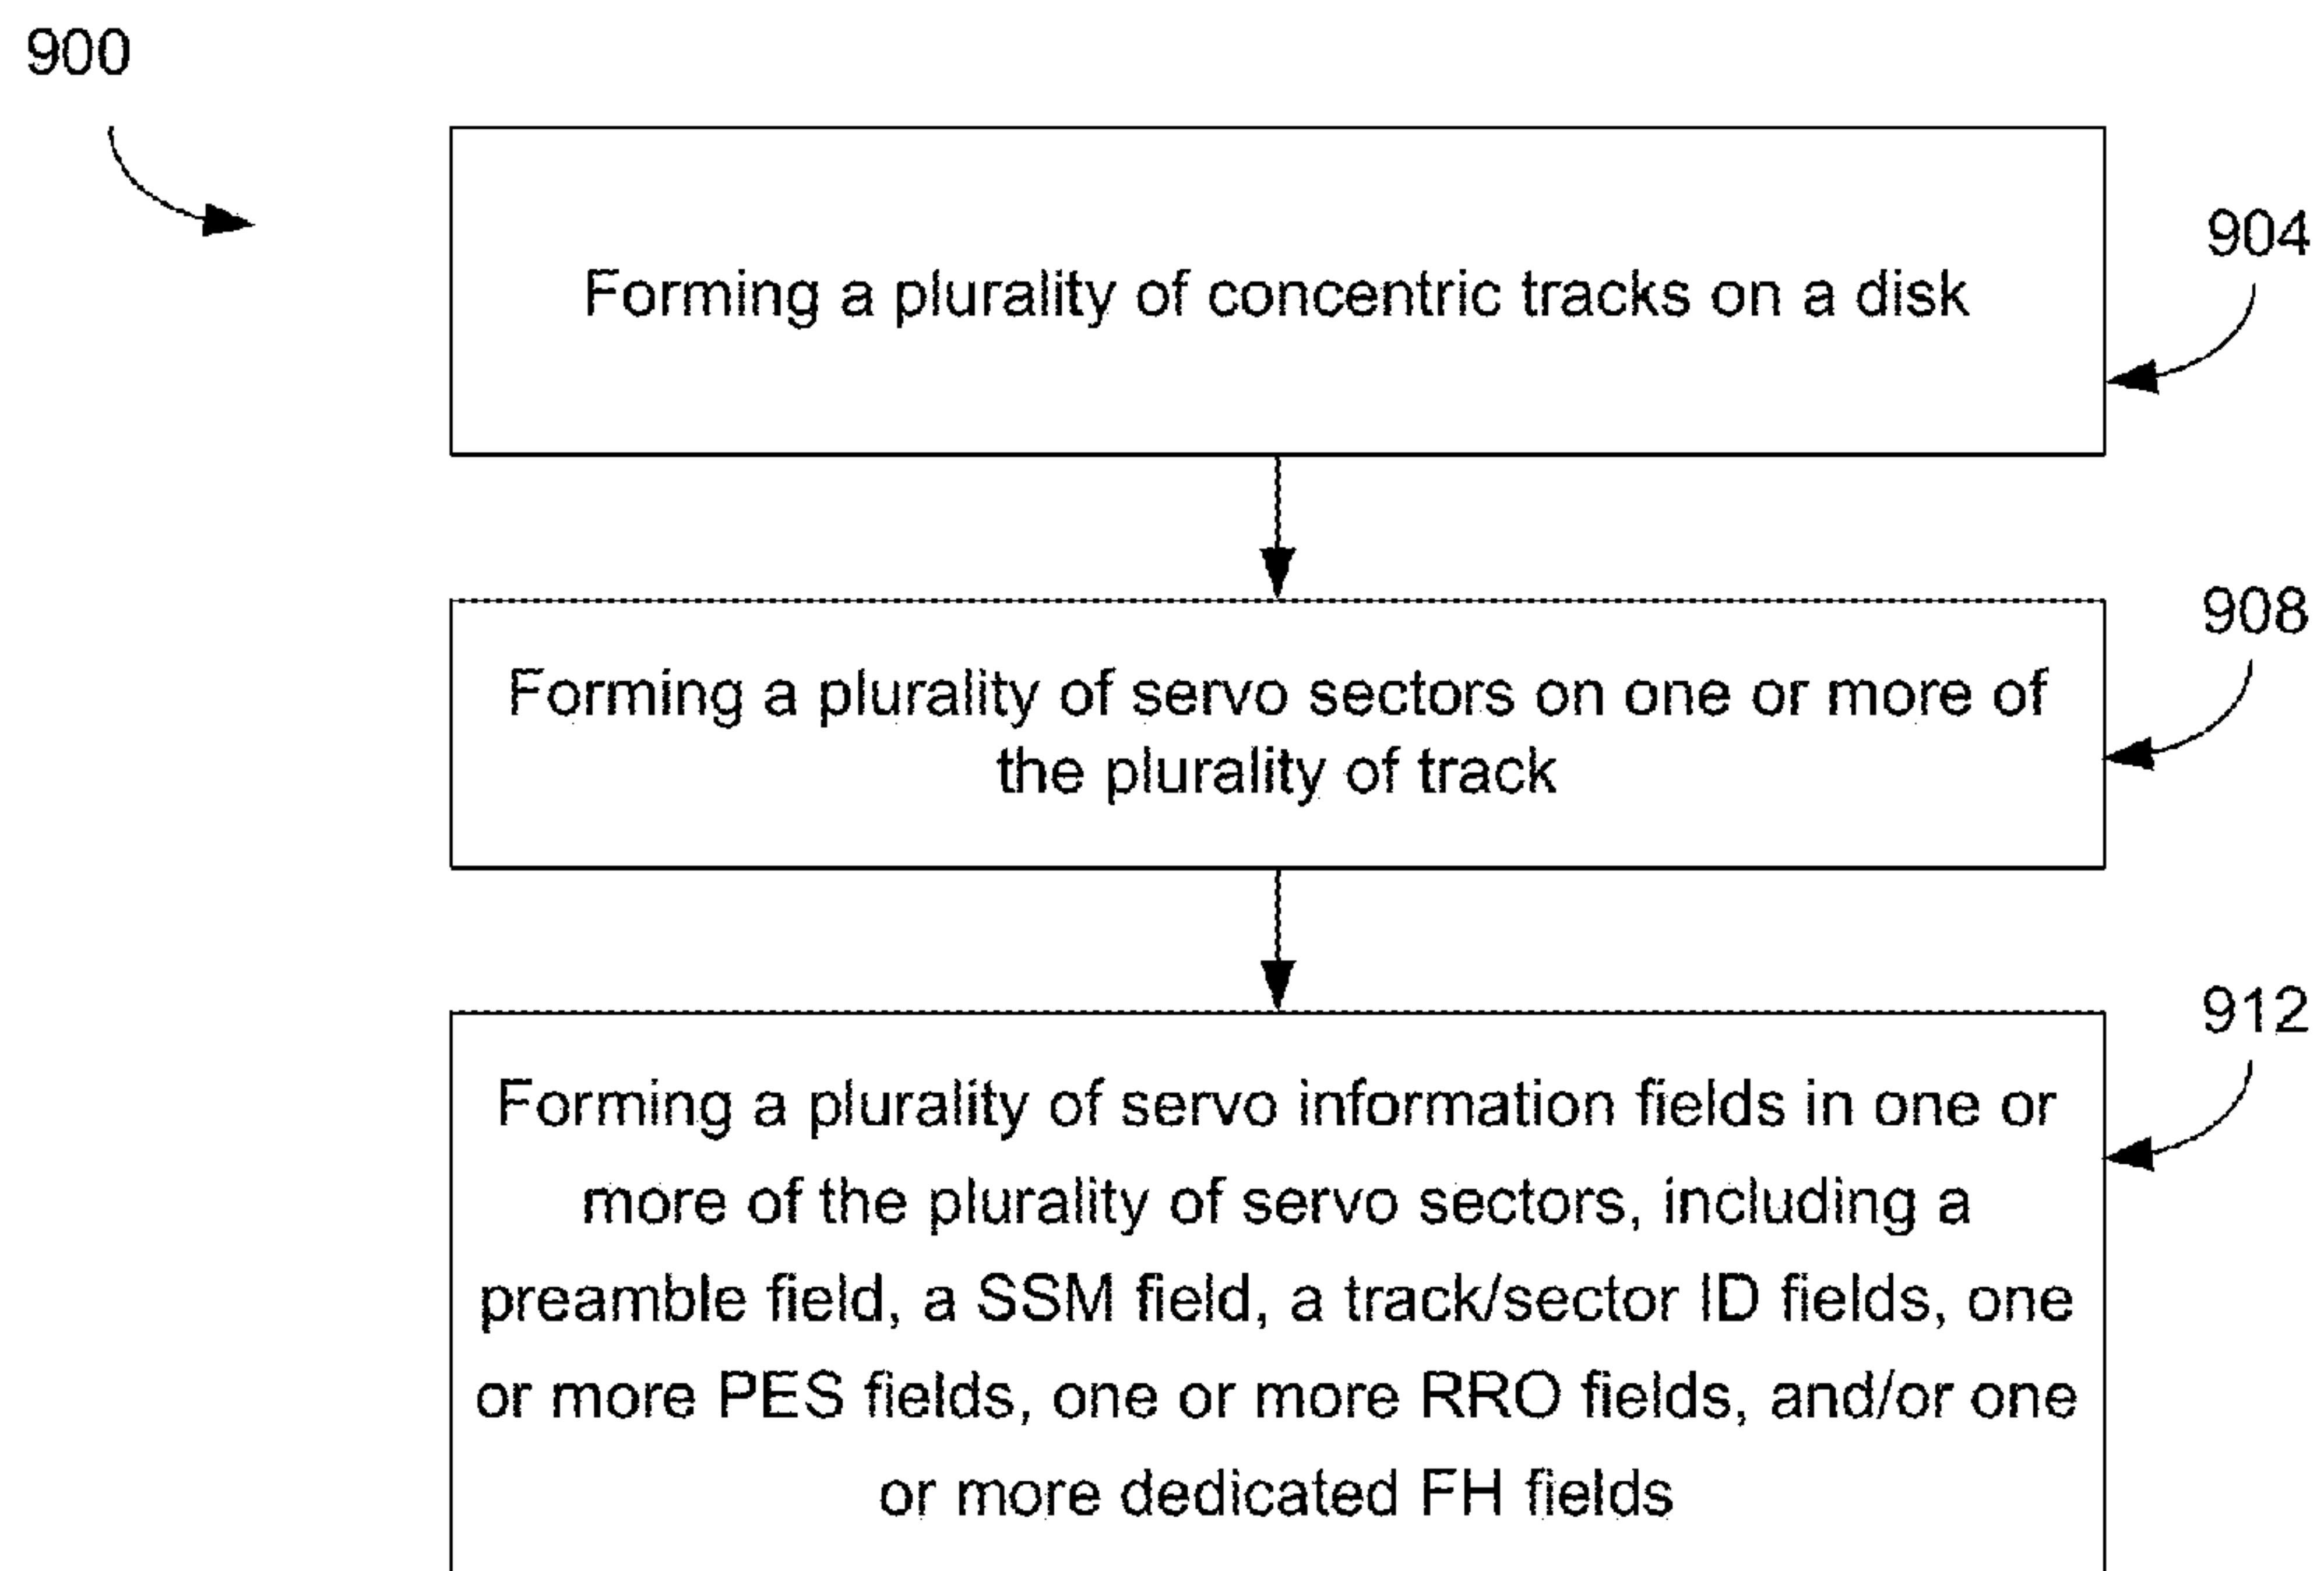 900
Forming a plurality of concentric tracks on a disk
904
Forming a plurality of servo sectors on one or more of
the plurality of track
908
Forming a plurality of servo information fields in one or
more of the plurality of servo sectors, including a
preamble field, a SSM field, a track/sector ID fields, one
or more PES fields, one or more RRO fields, and/or one
or more dedicated FH fields
912